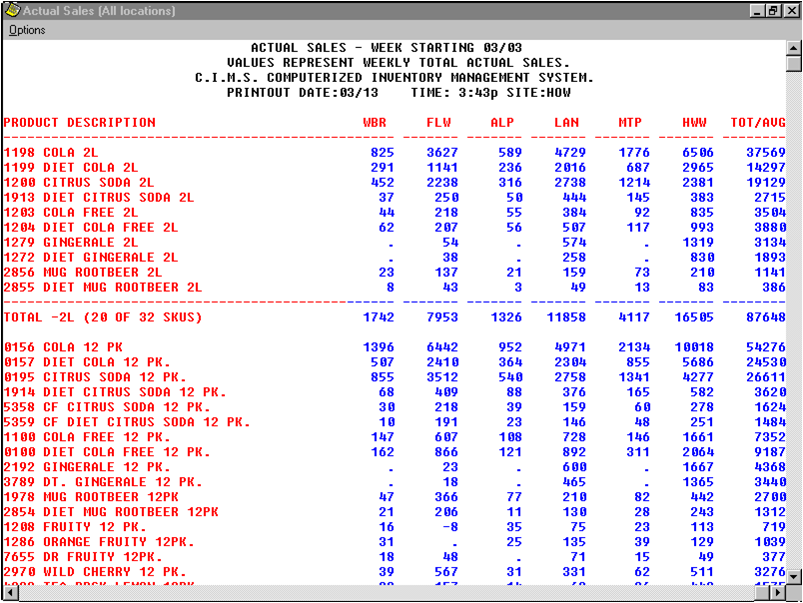 Actual Sales (All locations)
Options
ACTUAL SALES - WEEK STARTING 03/03
VALUES REPRESENT WEEKLY TOTAL ACTUAL SALES.
C.I.M.S. COMPUTERIZED INVENTORY MANAGEMENT SYSTEM.
PRINTOUT DATE:03/13 TIME: 3:43p SITE:HOW
PRODUCT DESCRIPTION WBR FLW ALP LAN MTP HWW TOT/AVG
1198 COLA 2L 825 3627 589 4729 1776 6506 37569
1199 DIET COLA 2L 291 1141 236 2016 687 2965 14297
1200 CITRUS SODA 2L 452 2238 316 2738 1214 2381 19129
1913 DIET CITRUS SODA 2L 37 250 50 444 145 383 2715
1203 COLA FREE 2L 44 218 55 384 92 835 3504
1204 DIET COLA FREE 2L 62 207 56 507 117 993 3880
1279 GINGERALE 2L . 54 . 574 . 1319 3134
1272 DIET GINGERALE 2L . 38 . 258 . 830 1893
2856 MUG ROOTBEER 2L 23 137 21 159 73 210 1141
2855 DIET MUG ROOTBEER 2L 8 43 3 49 13 83 386
TOTAL -2L (20 OF 32 SKUS) 1742 7953 1326 11858 4117 16505 87648
0156 COLA 12 PK 1396 6442 952 4971 2134 10018 54276
0157 DIET COLA 12 PK. 507 2410 364 2304 855 5686 24530
0195 CITRUS SODA 12 PK. 855 3512 540 2758 1341 4277 26611
1914 DIET CITRUS SODA 12 PK. 68 409 88 376 165 582 3620
5358 CF CITRUS SODA 12 PK. 30 218 39 159 60 278 1624
5359 CF DIET CITRUS SODA 12 PK. 10 191 23 146 48 251 1484
1100 COLA FREE 12 PK. 147 607 108 728 146 1661 7352
0100 DIET COLA FREE 12 PK. 162 866 121 892 311 2064 9187
2192 GINGERALE 12 PK. . 23 . 600 . 1667 4368
3789 DT. GINGERALE 12 PK. . 18 . 465 . 1365 3440
1978 MUG ROOTBEER 12PK 47 366 77 210 82 442 2700
2854 DIET MUG ROOTBEER 12PK 21 206 11 130 28 243 1312
1208 FRUITY 12 PK. 16 -8 35 75 23 113 719
1286 ORANGE FRUITY 12PK. 31 . 25 135 39 129 1039
7655 DR FRUITY 12PK. 18 48 . 71 15 49 377
2970 WILD CHERRY 12 PK. 39 567 31 331 62 511 3276